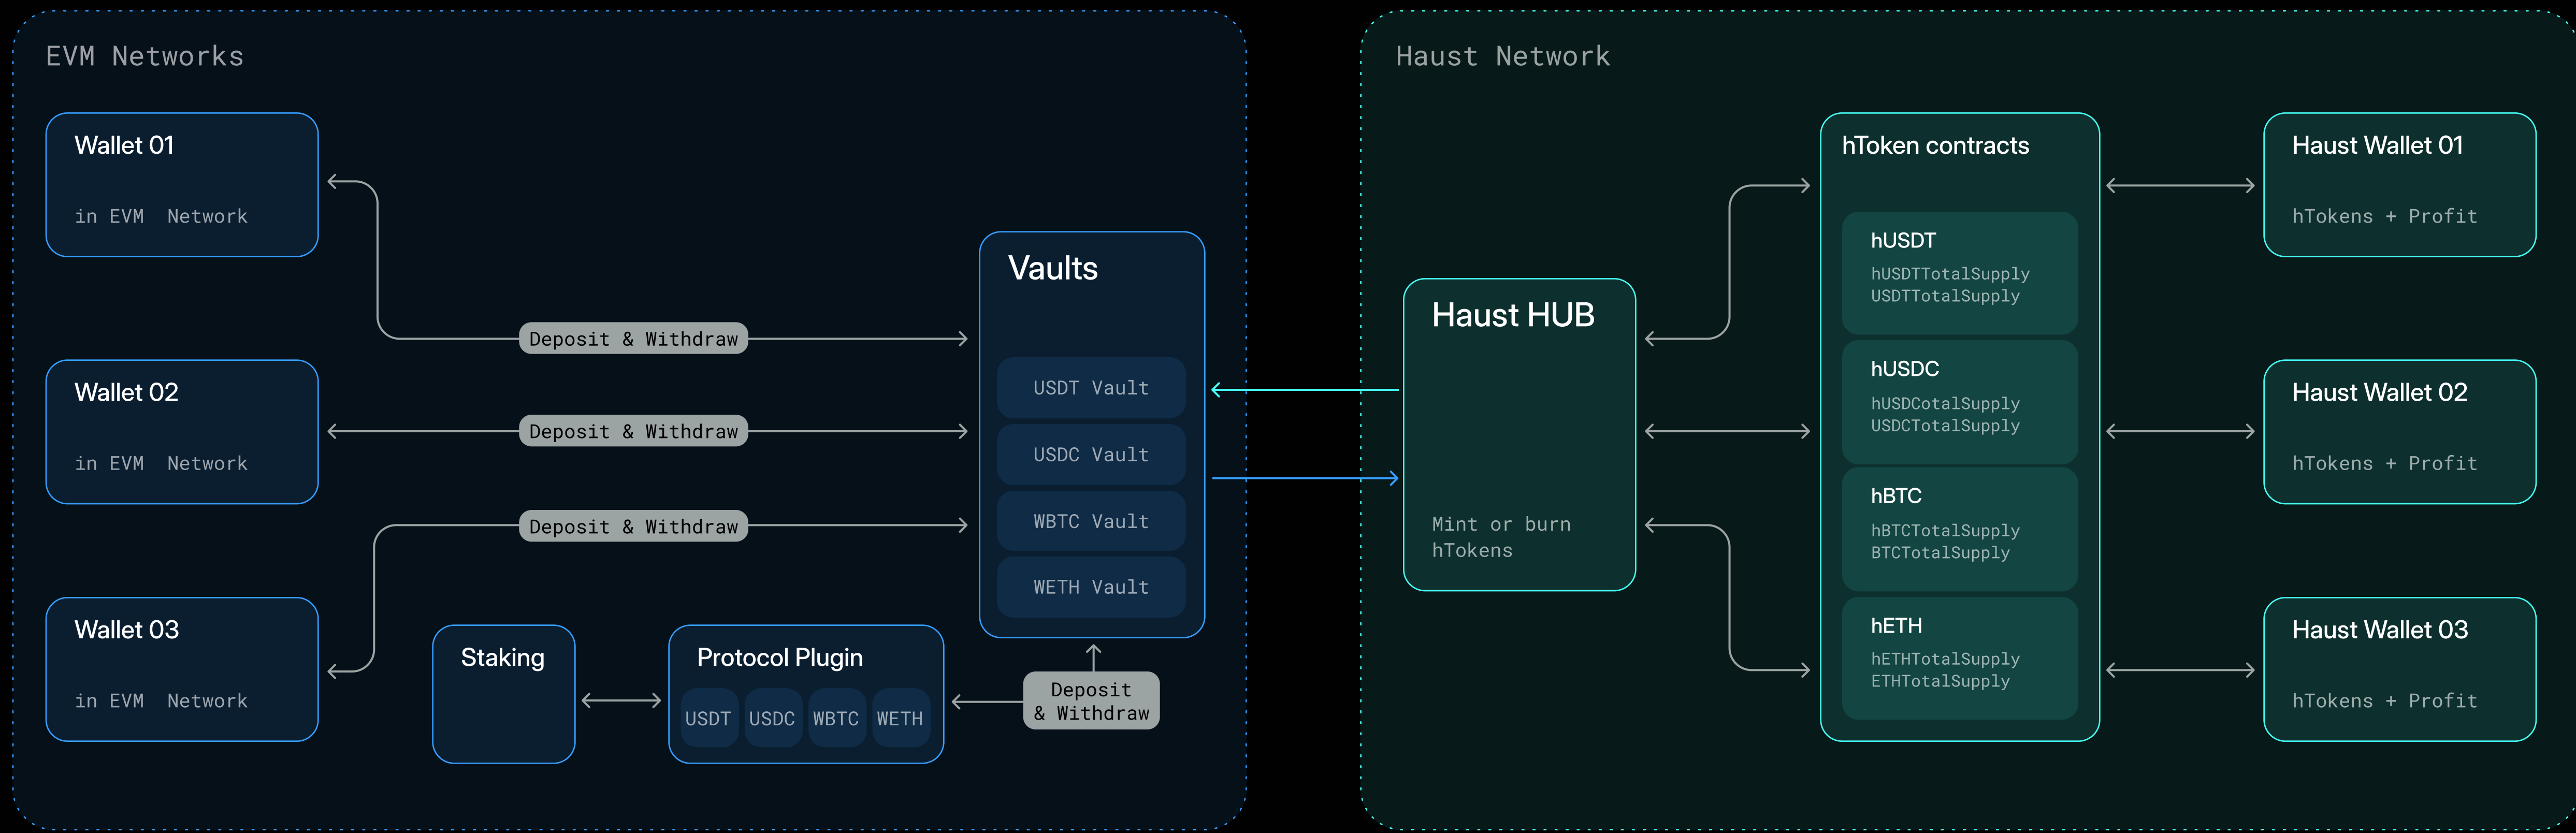 EVM Networks
Wallet 01
in EVM  Network
Wallet 02
in EVM  Network
Wallet 03
in EVM  Network
Deposit & Withdraw
Deposit & Withdraw
Deposit & Withdraw
Staking
Protocol Plugin
USDT
USDC
WBTC
WETH
Deposit
& Withdraw
Vaults
USDT Vault
USDC Vault
WBTC Vault
WETH Vault
Haust Network
Haust HUB
Mint or burn
hTokens
hToken contracts
hUSDT
hUSDTTotalSupply
USDTTotalSupply
hUSDC
hUSDCotalSupply
USDCTotalSupply
hBTC
hBTCTotalSupply
BTCTotalSupply
hETH
hETHTotalSupply
ETHTotalSupply
Haust Wallet 01
hTokens + Profit
Haust Wallet 02
hTokens + Profit
Haust Wallet 03
hTokens + Profit